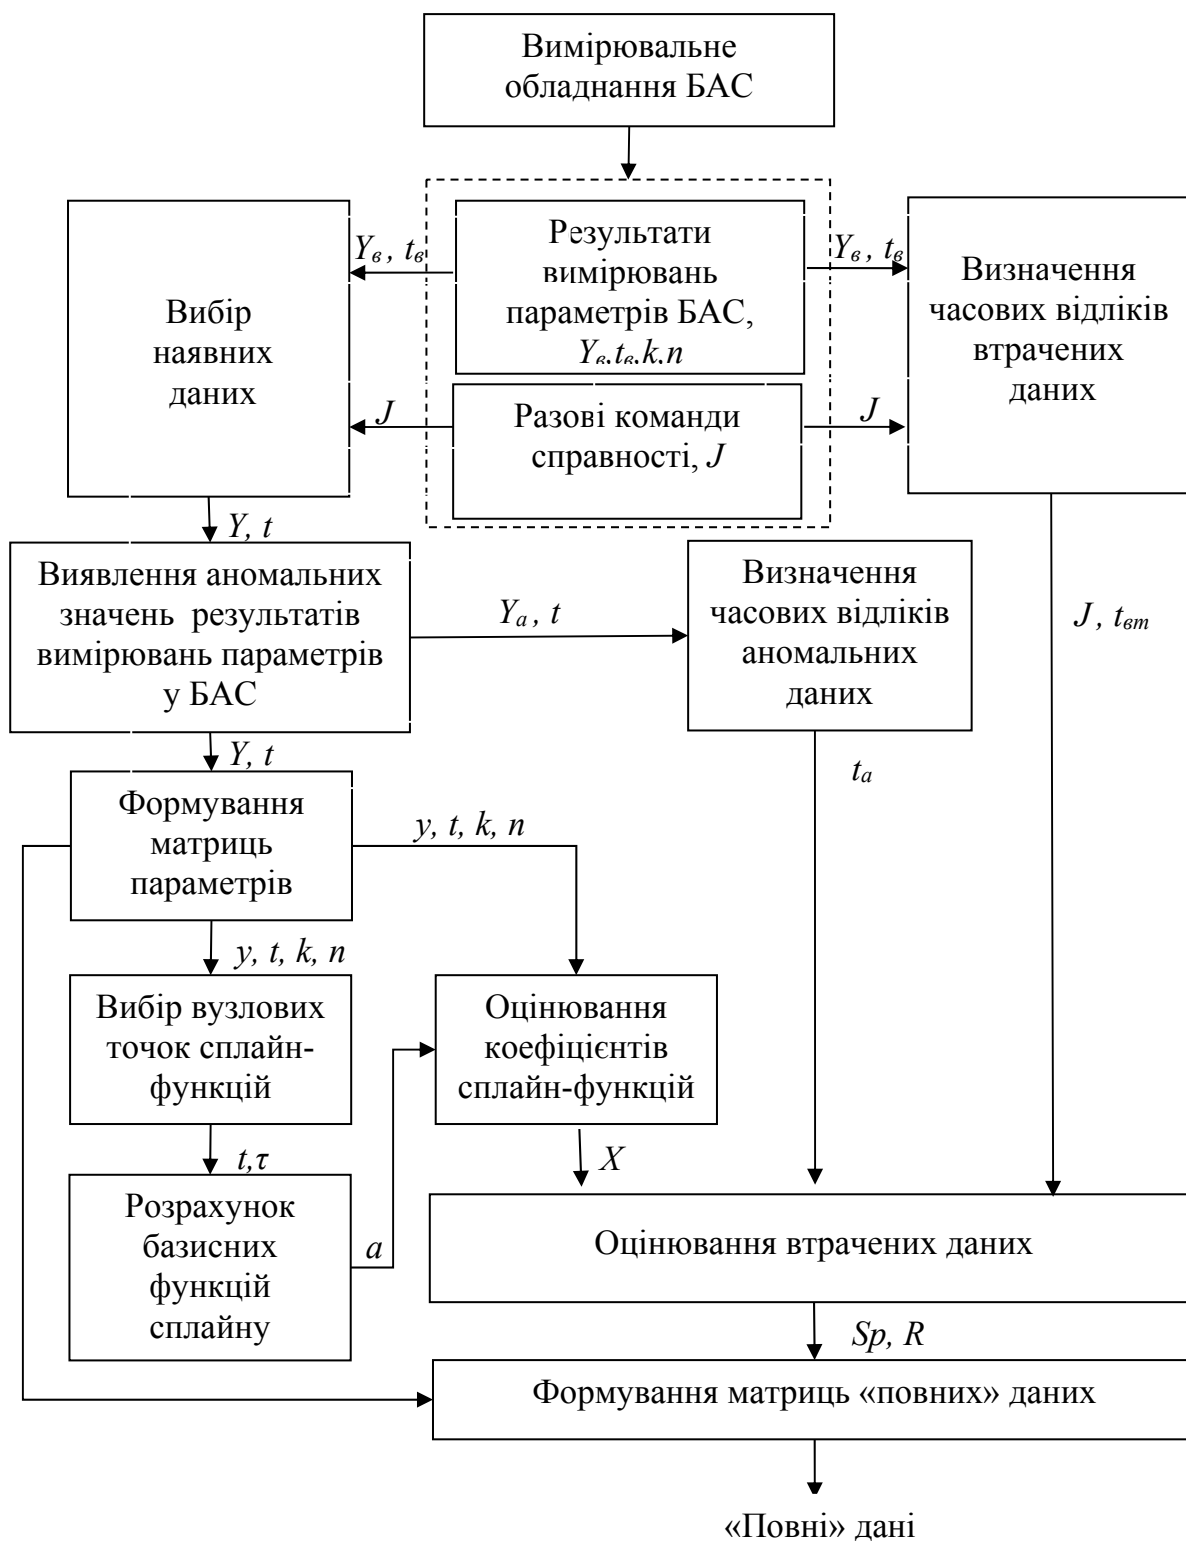 Вимірювальне
обладнання БАС
Результати
вимірювань
параметрів БАС,
Yв,tв,k,n
Yв, tв
Yв, tв
Вибір
наявних
даних
Визначення
часових відліків
втрачених
даних
J
Разові команди
справності, J
J
Y, t
Виявлення аномальних
значень результатів
вимірювань параметрів
у БАС
Yа, t
Визначення
часових відліків
аномальних
даних
J, tвт
Y, t
tа
Формування
матриць
параметрів
y, t, k, n
y, t, k, n
Вибір вузлових
точок сплайн-
функцій
Оцінювання
коефіцієнтів
сплайн-функцій
t,τ
X
Розрахунок
базисних
функцій
сплайну
a
Оцінювання втрачених даних
Sp, R
Формування матриць «повних» даних
«Повні» дані